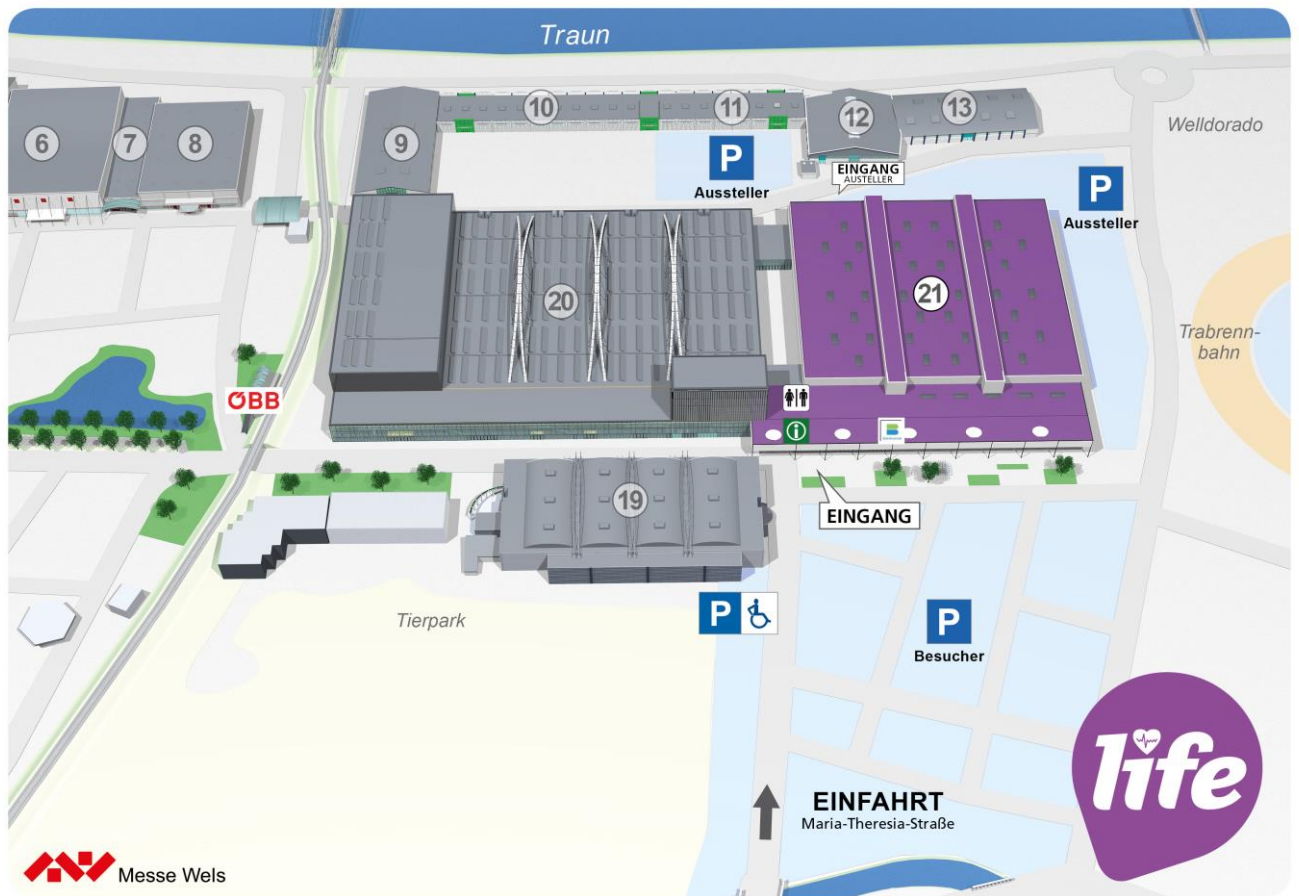 Traun
10
11
12
13
6
7
8
9
Welldorado
P
Aussteller
EINGANG
AUSTELLER
P
Aussteller
20
21
Trabrenn-
bahn
ÖBB
i
19
EINGANG
Tierpark
P
P
Besucher
life
EINFAHRT
Maria-Theresia-Straße
Messe Wels